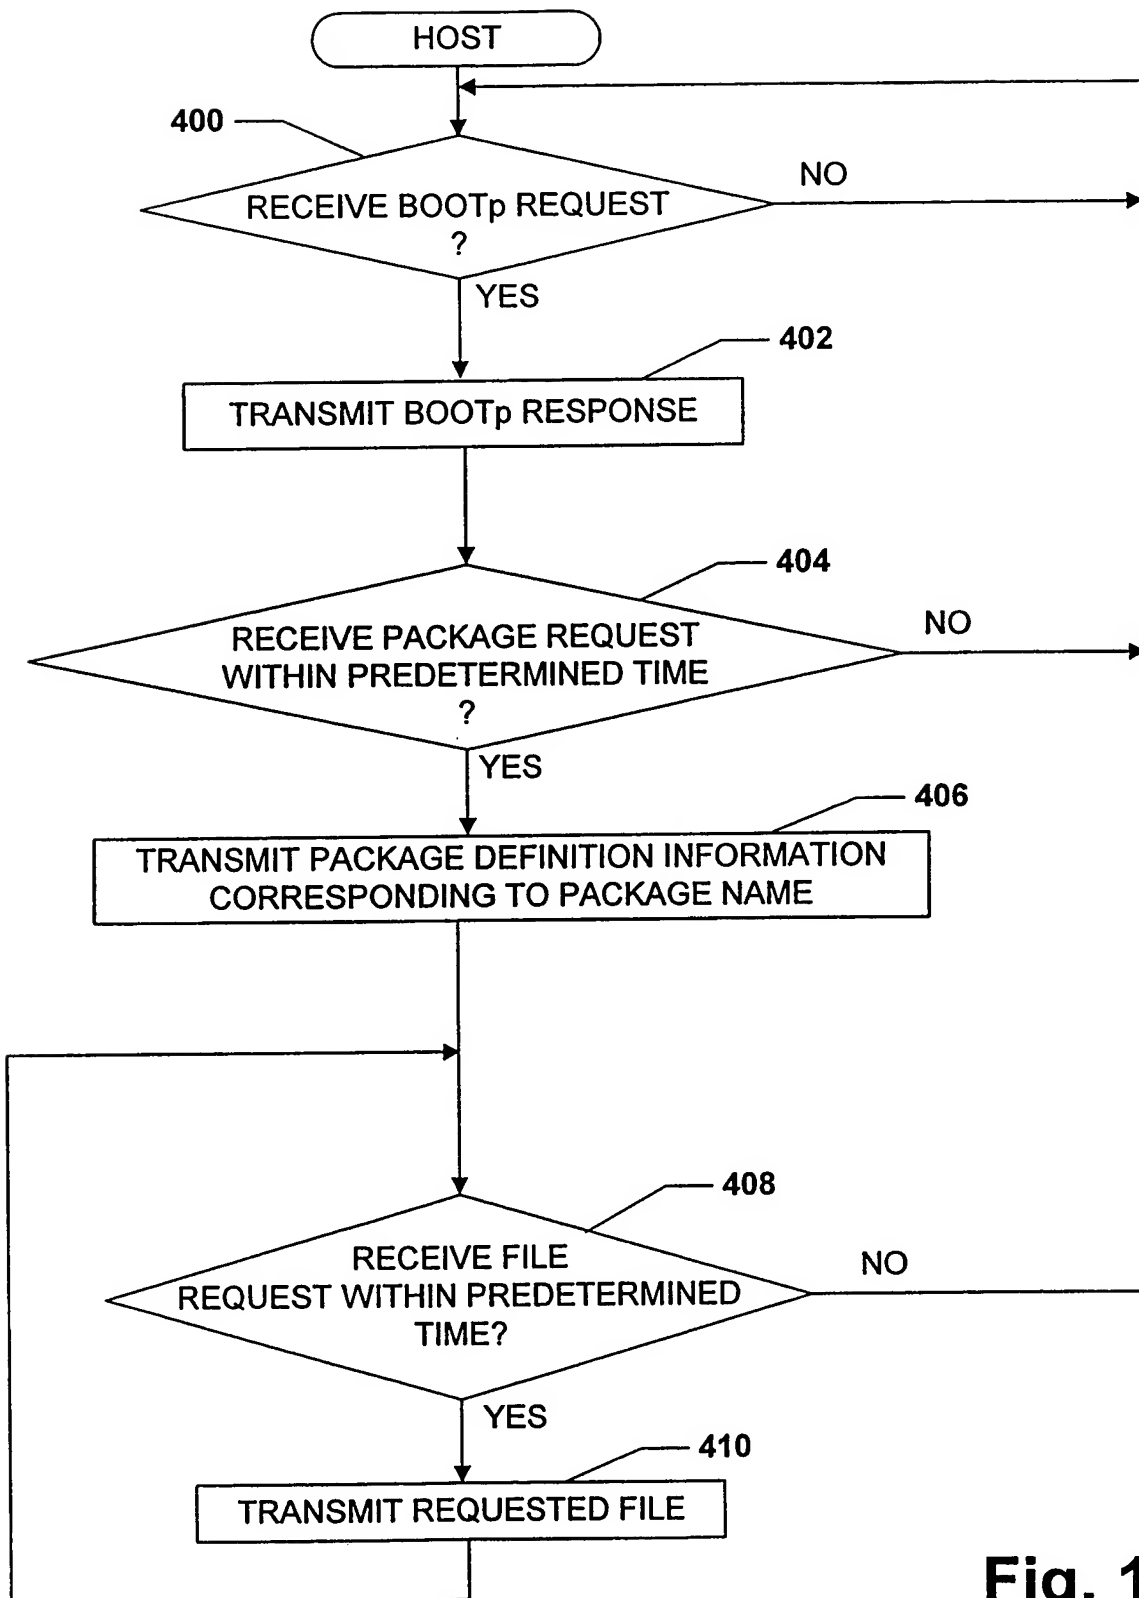 HOST
400
NO
RECEIVE BOOTp REQUEST
?
YES
402
TRANSMIT BOOTp RESPONSE
404
NO
RECEIVE PACKAGE REQUEST
WITHIN PREDETERMINED TIME
?
YES
406
TRANSMIT PACKAGE DEFINITION INFORMATION
CORRESPONDING TO PACKAGE NAME
408
NO
RECEIVE FILE
REQUEST WITHIN PREDETERMINED
TIME?
YES
410
TRANSMIT REQUESTED FILE
Fig. 1